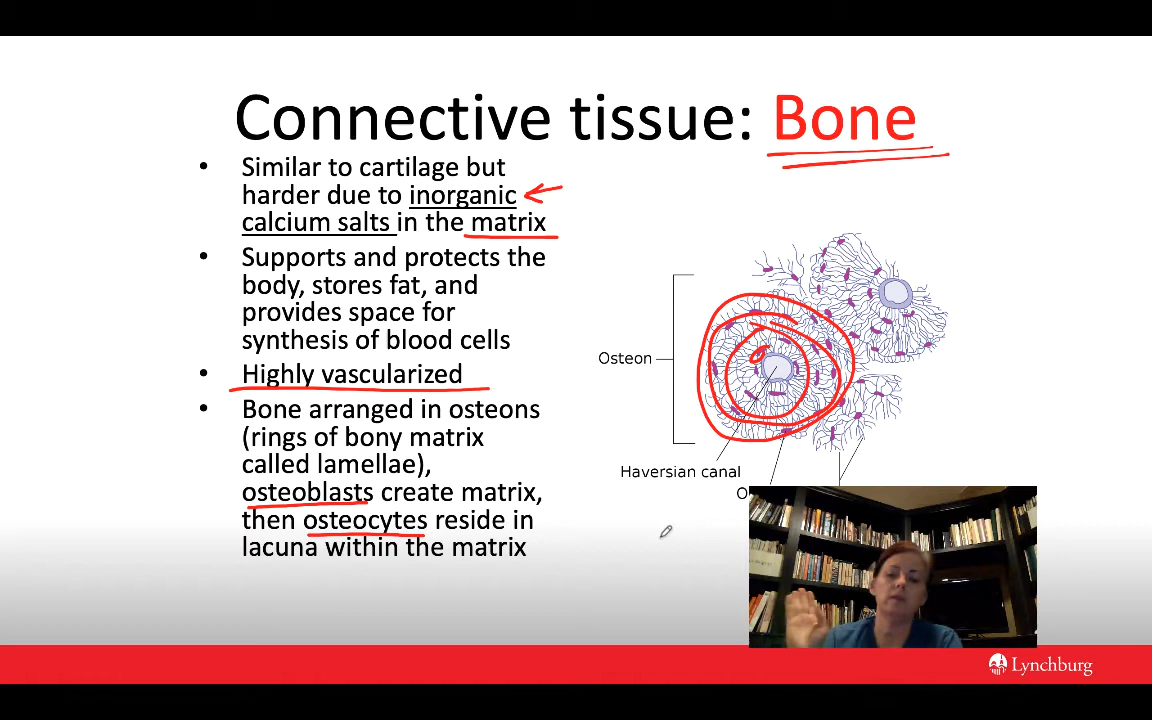 Connective tissue: Bone
• Similar to cartilage but
harder due to inorganic
calcium salts in the matrix
• Supports and protects the
body, stores fat, and
provides space for
synthesis of blood cells
• Highly vascularized
• Bone arranged in osteons
(rings of bony matrix
called lamellae),
osteoblasts create matrix,
then osteocytes reside in
lacuna within the matrix
Osteon
Haversian canal
O
Lynchburg